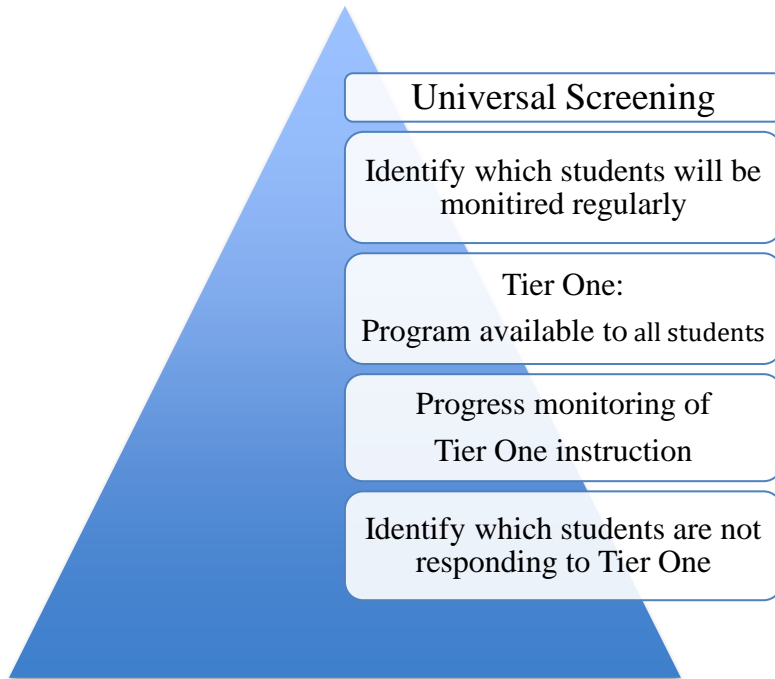 Universal Screening
Identify which students will be
monitired regularly
Tier One:
Program available to all students
Progress monitoring of
Tier One instruction
Identify which students are not
responding to Tier One